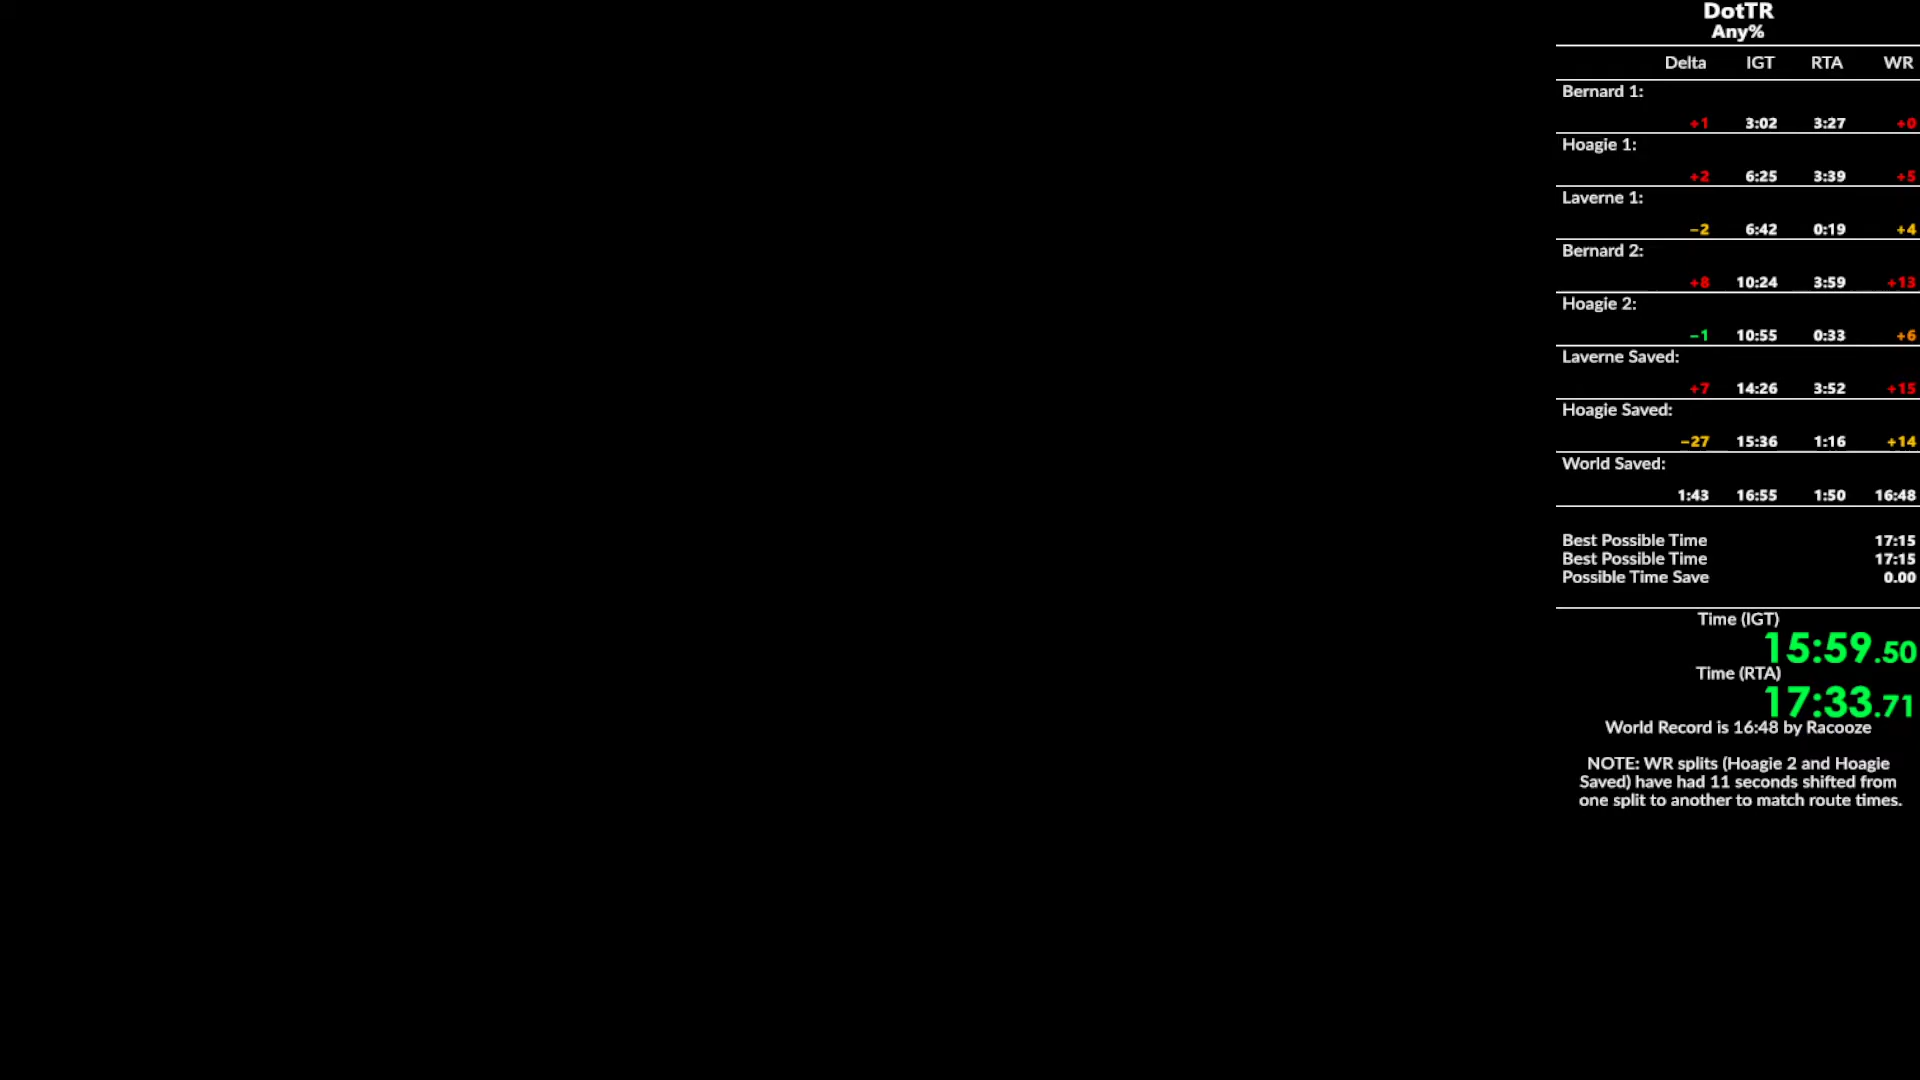 DotTR
Any%
Delta IGT RTA WR
Bernard 1:
+1 3:02 3:27 +0
Hoagie 1:
+2 6:25 3:39 +5
Laverne 1:
−2 6:42 0:19 +4
Bernard 2:
+8 10:24 3:59 +13
Hoagie 2:
−1 10:55 0:33 +6
Laverne Saved:
+7 14:26 3:52 +15
Hoagie Saved:
−27 15:36 1:16 +14
World Saved:
1:43 16:55 1:50 16:48
Best Possible Time 17:15
Best Possible Time 17:15
Possible Time Save 0.00
Time (IGT)
15:59.50
Time (RTA)
17:33.71
World Record is 16:48 by Racooze
NOTE: WR splits (Hoagie 2 and Hoagie
Saved) have had 11 seconds shifted from
one split to another to match route times.